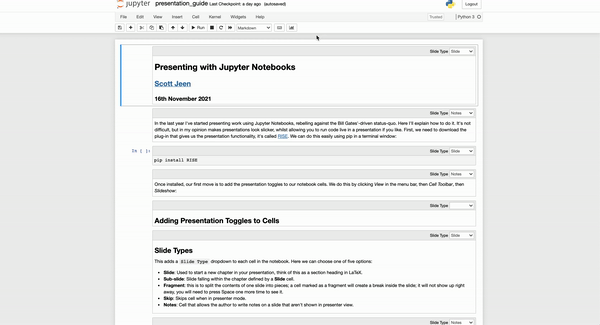 jupyter presentation_guide Last Checkpoint: a day ago (autosaved) Logout
File Edit View Insert Cell Kernel Widgets Help Trusted Python 3
Run Markdown
Slide Type Slide
Presenting with Jupyter Notebooks
Scott Jeen
16th November 2021
Slide Type Notes
In the last year I've started presenting work using Jupyter Notebooks, rebelling against the Bill Gates'-driven status-quo. Here I'll explain how to do it. It's not
difficult, but in my opinion makes presentations look slicker, whilst allowing you to run code live in a presentation if you like. First, we need to download the
plug-in that gives us the presentation functionality, it's called RISE. We can do this easily using pip in a terminal window:
Slide Type Slide
In [ ]: pip install RISE
Slide Type Notes
Once installed, our first move is to add the presentation toggles to our notebook cells. We do this by clicking View in the menu bar, then Cell Toolbar, then
Slideshow:
Slide Type
Adding Presentation Toggles to Cells
Slide Type Slide
Slide Types
This adds a Slide Type dropdown to each cell in the notebook. Here we can choose one of five options:
• Slide: Used to start a new chapter in your presentation, think of this as a section heading in LaTeX.
• Sub-slide: Slide falling within the chapter defined by a Slide cell.
• Fragment: this is to split the contents of one slide into pieces; a cell marked as a fragment will create a break inside the slide; it will not show up right
away, you will need to press Space one more time to see it.
• Skip: Skips cell when in presenter mode.
• Notes: Cell that allows the author to write notes on a slide that aren't shown in presenter view.
Slide Type Notes